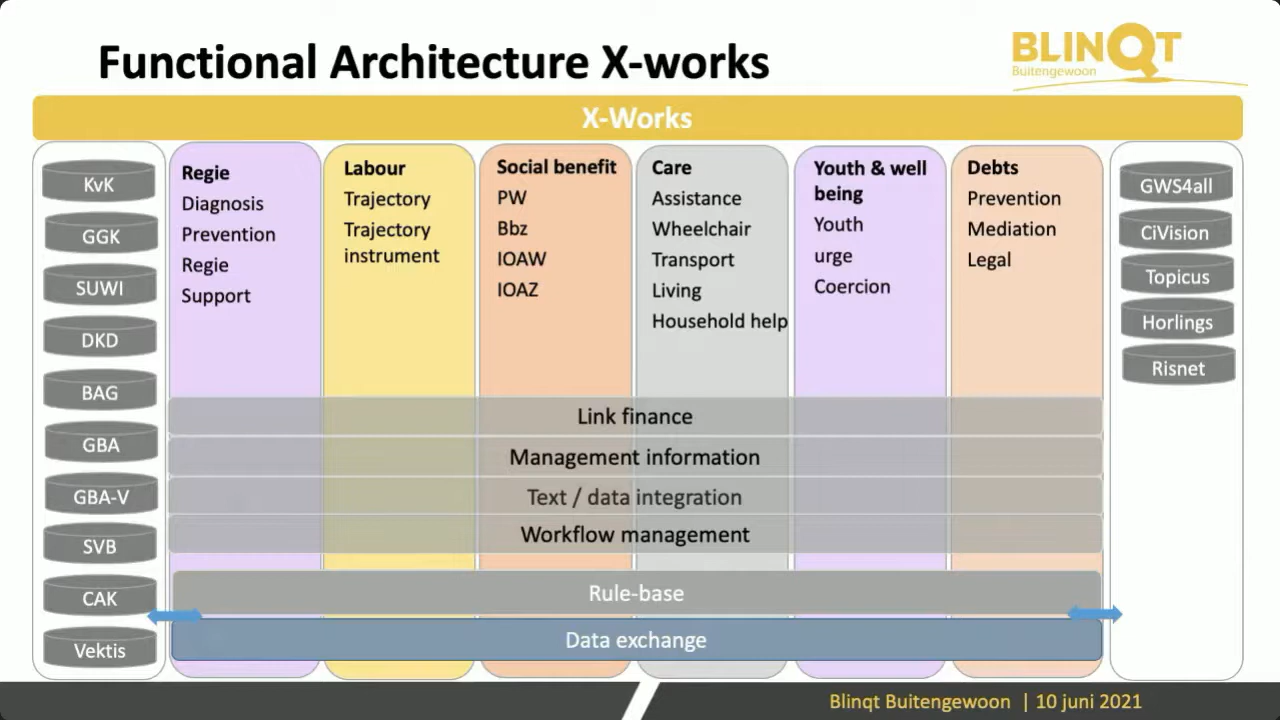 Functional Architecture X-works
BLINQT
Buitengewoon
X-Works
KvK
GGK
SUWI
DKD
BAG
GBA
GBA-V
SVB
CAK
Vektis
Regie
Diagnosis
Prevention
Regie
Support
Labour
Trajectory
Trajectory
instrument
Social benefit
PW
Bbz
IOAW
IOAZ
Care
Assistance
Wheelchair
Transport
Living
Household help
Youth & well
being
Youth
urge
Coercion
Debts
Prevention
Mediation
Legal
GWS4all
CiVision
Topicus
Horlings
Risnet
Link finance
Management information
Text / data integration
Workflow management
Rule-base
Data exchange
Blinqt Buitengewoon | 10 juni 2021